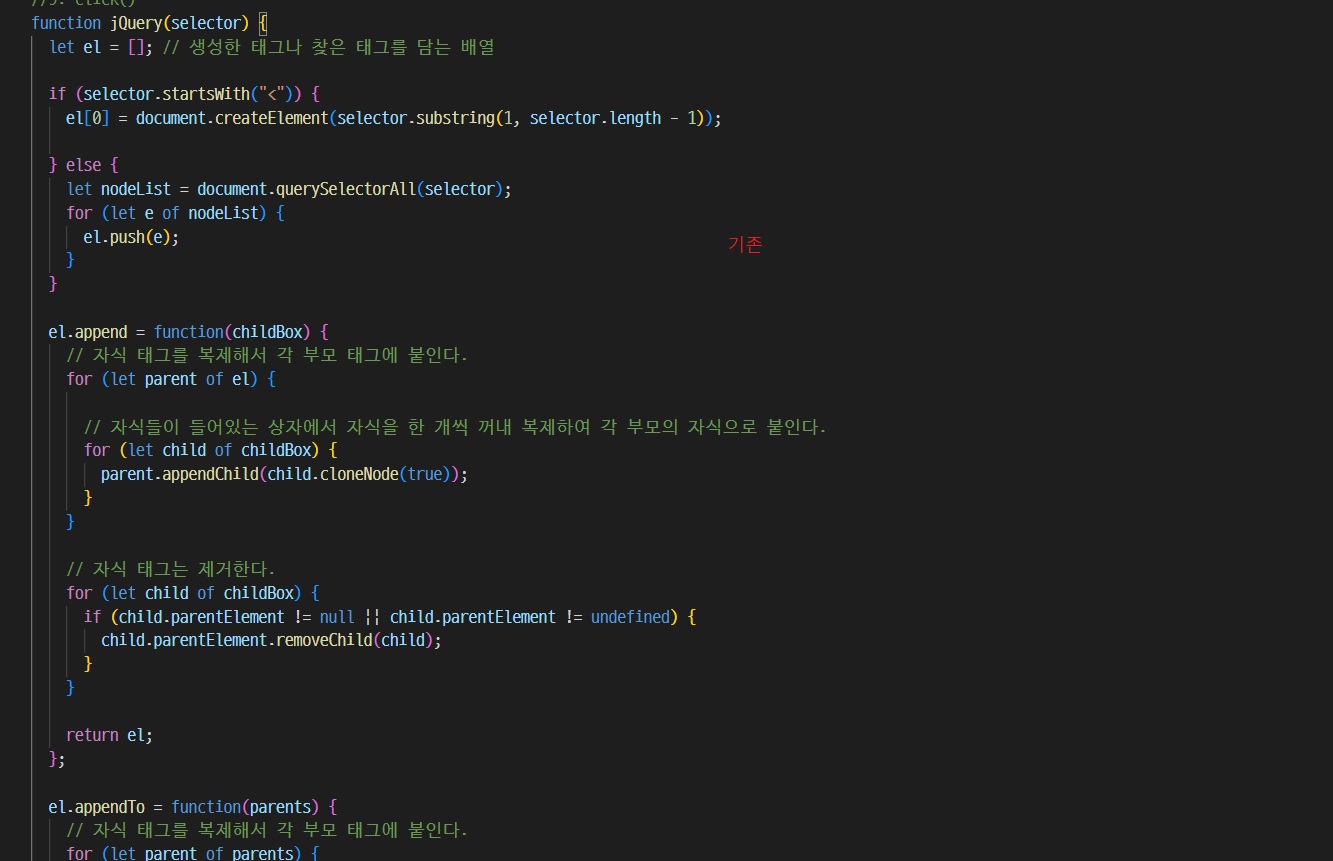 //9. click()
function jQuery(selector) {
let el = []; // 생성한 태그나 찾은 태그를 담는 배열
if (selector.startsWith("<")) {
el[0] = document.createElement(selector.substring(1, selector.length - 1));
} else {
let nodeList = document.querySelectorAll(selector);
for (let e of nodeList) {
el.push(e);
기존
}
}
el.append = function(childBox) {
// 자식 태그를 복제해서 각 부모 태그에 붙인다.
for (let parent of el) {
// 자식들이 들어있는 상자에서 자식을 한 개씩 꺼내 복제하여 각 부모의 자식으로 붙인다.
for (let child of childBox) {
parent.appendChild(child.cloneNode(true));
}
}
// 자식 태그는 제거한다.
for (let child of childBox) {
if (child.parentElement != null || child.parentElement != undefined) {
child.parentElement.removeChild(child);
}
}
return el;
};
el.appendTo = function(parents) {
// 자식 태그를 복제해서 각 부모 태그에 붙인다.
for (let parent of parents) {